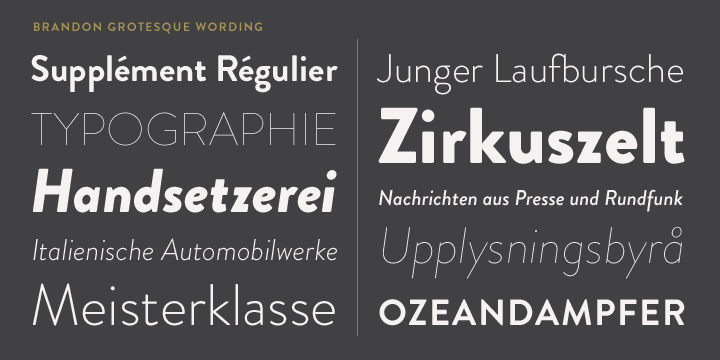 BRANDON GROTESQUE WORDING
Supplément Régulier
TYPOGRAPHIE
Handsetzerei
Italienische Automobilwerke
Meisterklasse
Junger Laufbursche
Zirkuszelt
Nachrichten aus Presse und Rundfunk
Upplysningsbyrå
OZEANDAMPFER